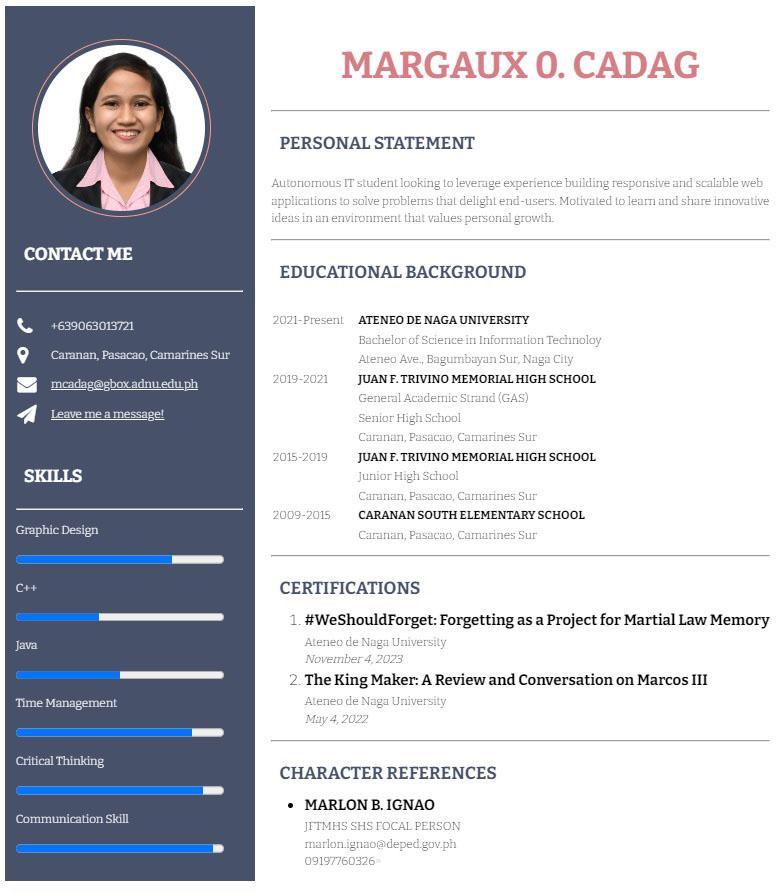 CONTACT ME
+639063013721
Caranan, Pasacao, Camarines Sur
mcadag@gbox.adnu.edu.ph
Leave me a message!
SKILLS
Graphic Design
C++
Java
Time Management
Critical Thinking
Communication Skill
MARGAUX O. CADAG
PERSONAL STATEMENT
Autonomous IT student looking to leverage experience building responsive and scalable web
applications to solve problems that delight end-users. Motivated to learn and share innovative
ideas in an environment that values personal growth.
EDUCATIONAL BACKGROUND
2021-Present ATENEO DE NAGA UNIVERSITY
Bachelor of Science in Information Technoloy
Ateneo Ave., Bagumbayan Sur, Naga City
2019-2021 JUAN F. TRIVINO MEMORIAL HIGH SCHOOL
General Academic Strand (GAS)
Senior High School
Caranan, Pasacao, Camarines Sur
2015-2019 JUAN F. TRIVINO MEMORIAL HIGH SCHOOL
Junior High School
Caranan, Pasacao, Camarines Sur
2009-2015 CARANAN SOUTH ELEMENTARY SCHOOL
Caranan, Pasacao, Camarines Sur
CERTIFICATIONS
1. #WeShouldForget: Forgetting as a Project for Martial Law Memory
Ateneo de Naga University
November 4, 2023
2. The King Maker: A Review and Conversation on Marcos III
Ateneo de Naga University
May 4, 2022
CHARACTER REFERENCES
• MARLON B. IGNAO
JFTMHS SHS FOCAL PERSON
marlon.ignao@deped.gov.ph
09197760326